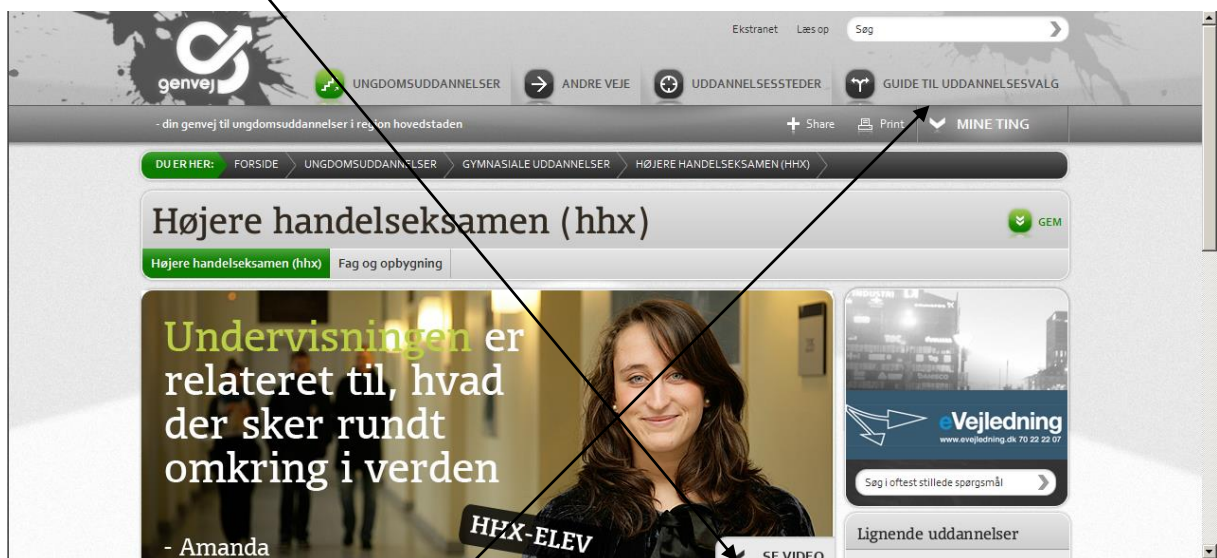 genvej
Ekstranet Læs op Søg
UNGDOMSUDDANNELSER ANDRE VEJE UDDANNELSESSTEDER GUIDE TIL UDDANNELSESVALG
- din genvej til ungdomsuddannelser i region hovedstaden
Share Print MINE TING
DU ER HER: FORSIDE UNGDOMSUDDANNELSER GYMNASIALE UDDANNELSER HØJERE HANDELSEKSAMEN (HHX)
Højere handelseksamen (hhx)
GEM
Højere handelseksamen (hhx) Fag og opbygning
Undervisningen er
relateret til, hvad
der sker rundt
omkring i verden
- Amanda
HHX-ELEV
SE VIDEO
eVejledning
www.evejledning.dk 70 22 22 07
Søg i oftest stillede spørgsmål
Lignende uddannelser